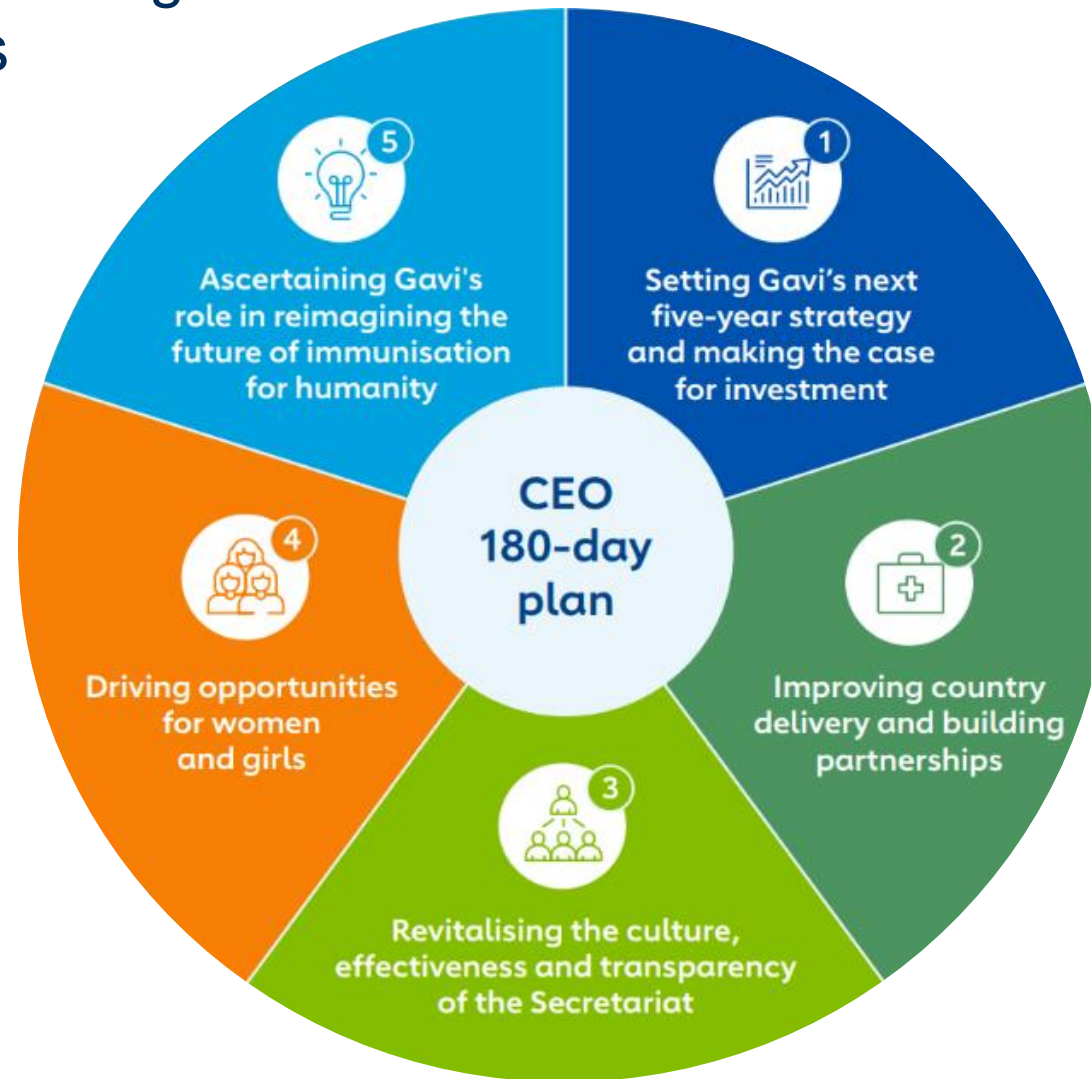 s
CEO
180-day
plan
1
Setting Gavi’s next
five-year strategy
and making the case
for investment
2
Improving country
delivery and building
partnerships
3
Revitalising the culture,
effectiveness and transparency
of the Secretariat
4
Driving opportunities
for women
and girls
5
Ascertaining Gavi's
role in reimagining the
future of immunisation
for humanity